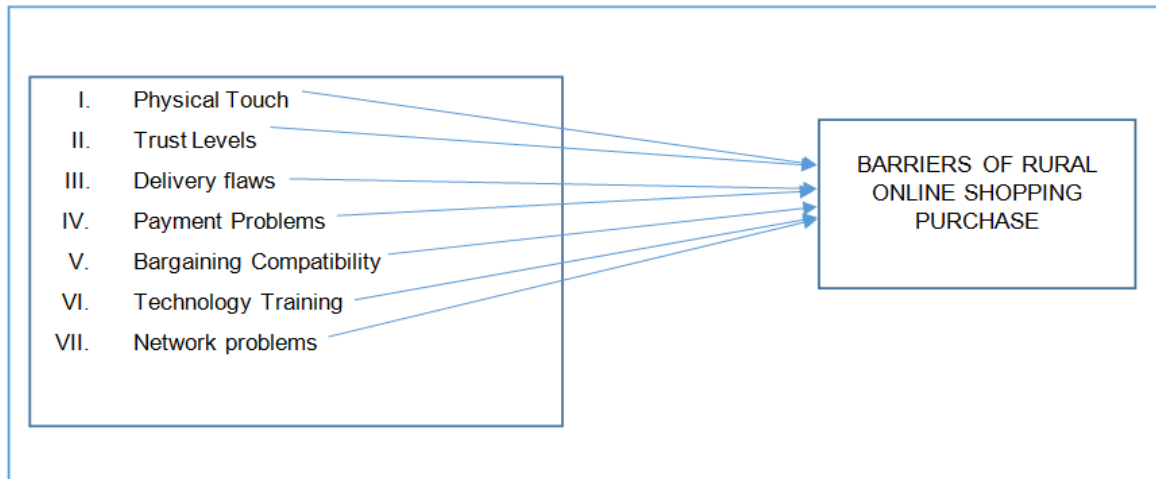 I. Physical Touch
II. Trust Levels
III. Delivery flaws
IV. Payment Problems
V. Bargaining Compatibility
VI. Technology Training
VII. Network problems
BARRIERS OF RURAL
ONLINE SHOPPING
PURCHASE